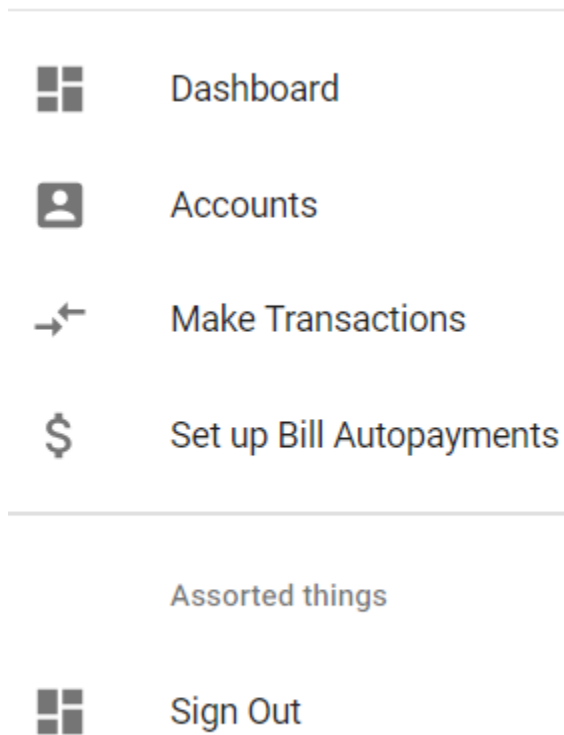 Dashboard
Accounts
Make Transactions
Set up Bill Autopayments
Assorted things
Sign Out